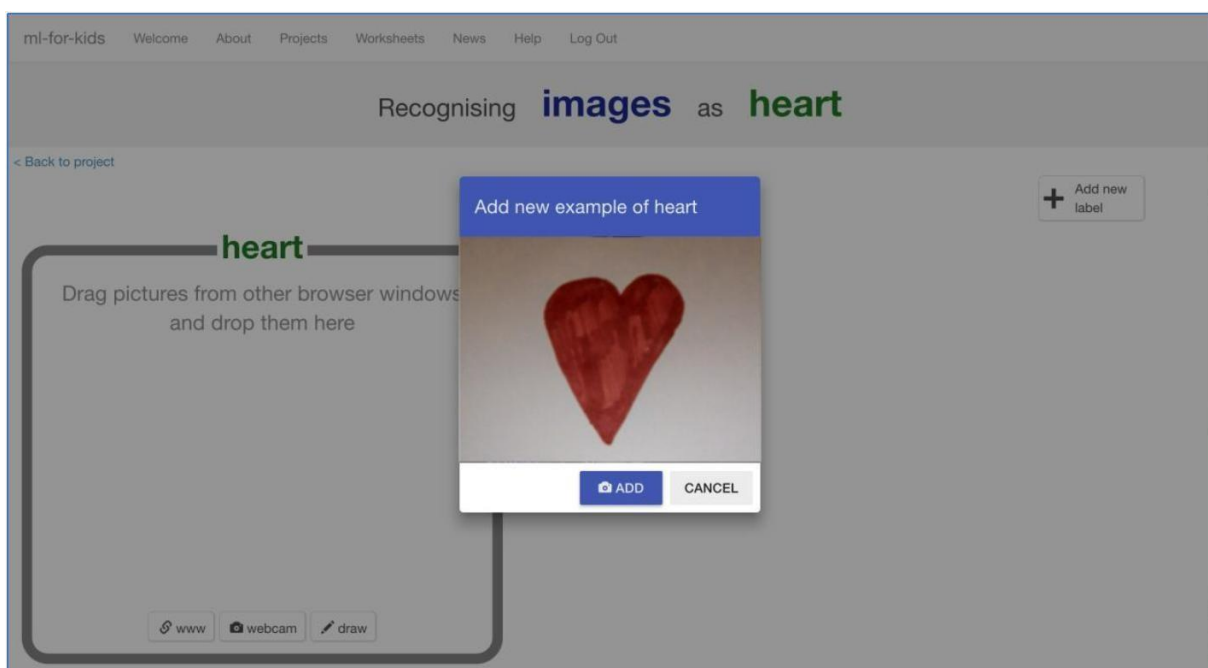 ml-for-kids Welcome About Projects Worksheets News Help Log Out
Recognising images as heart
< Back to project
Add new
label
Add new example of heart
heart
Drag pictures from other browser windows
and drop them here
ADD CANCEL
www webcam draw